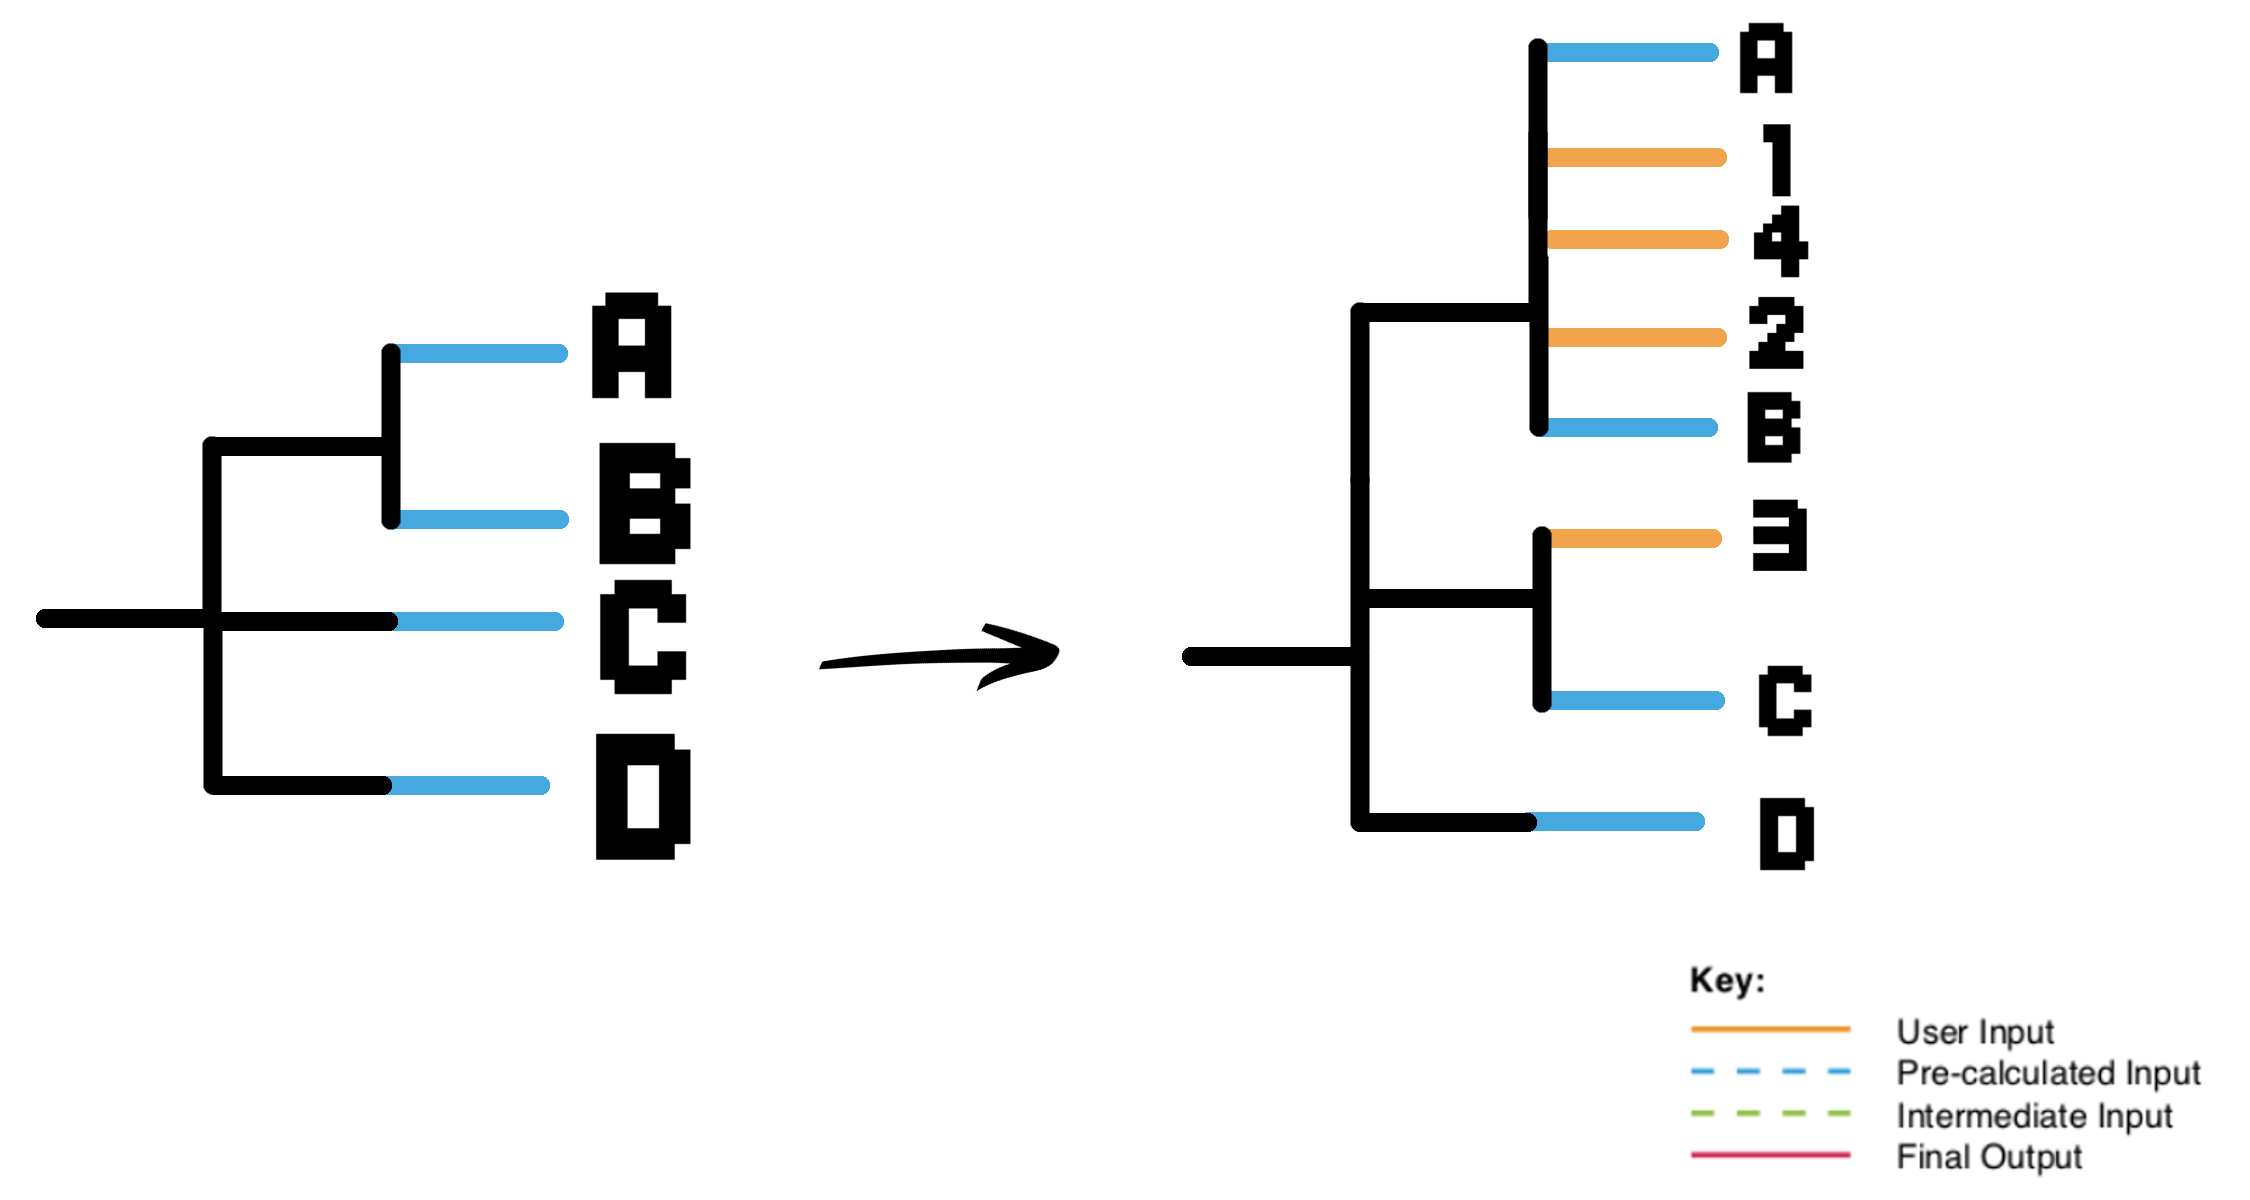 A
B
C
D
A
1
4
2
B
3
C
D
Key:
User Input
Pre-calculated Input
Intermediate Input
Final Output